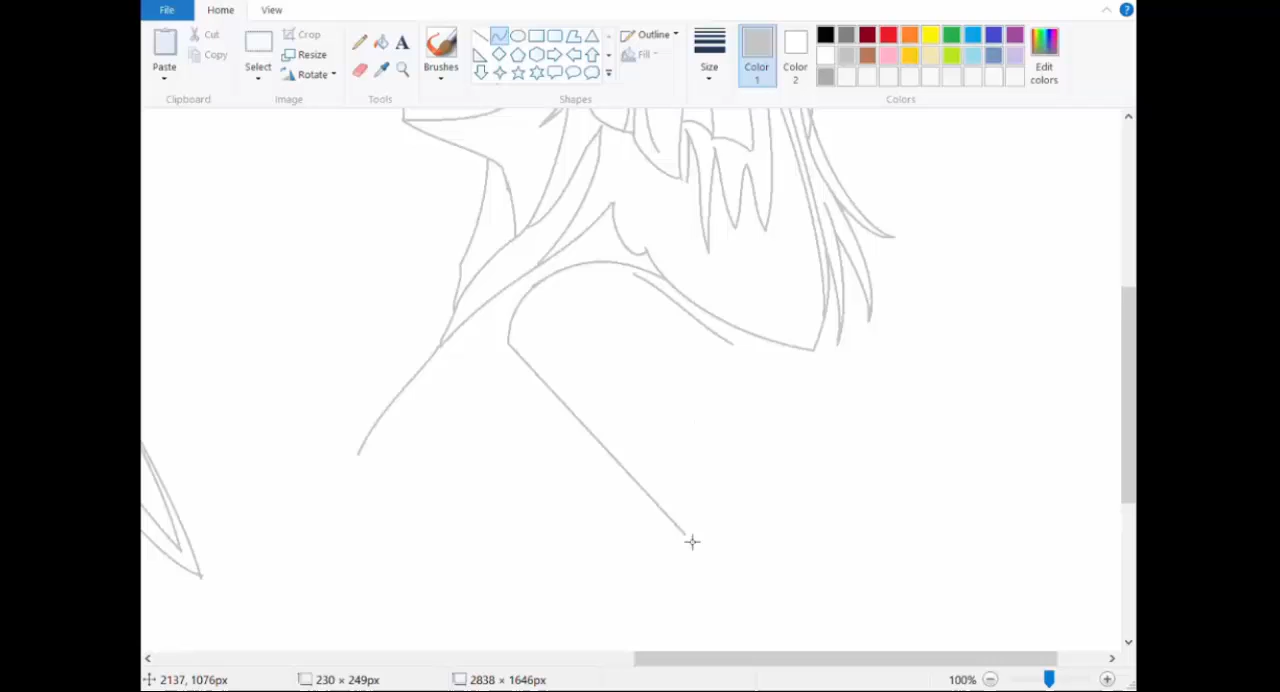 File Home View
Paste Cut Copy
Clipboard
Select Crop Resize Rotate
Image
A
Tools
Brushes
Outline Fill
Shapes
Size
Color 1
Color 2
Edit colors
Colors
2137, 1076px 230 × 249px 2838 × 1646px 100%